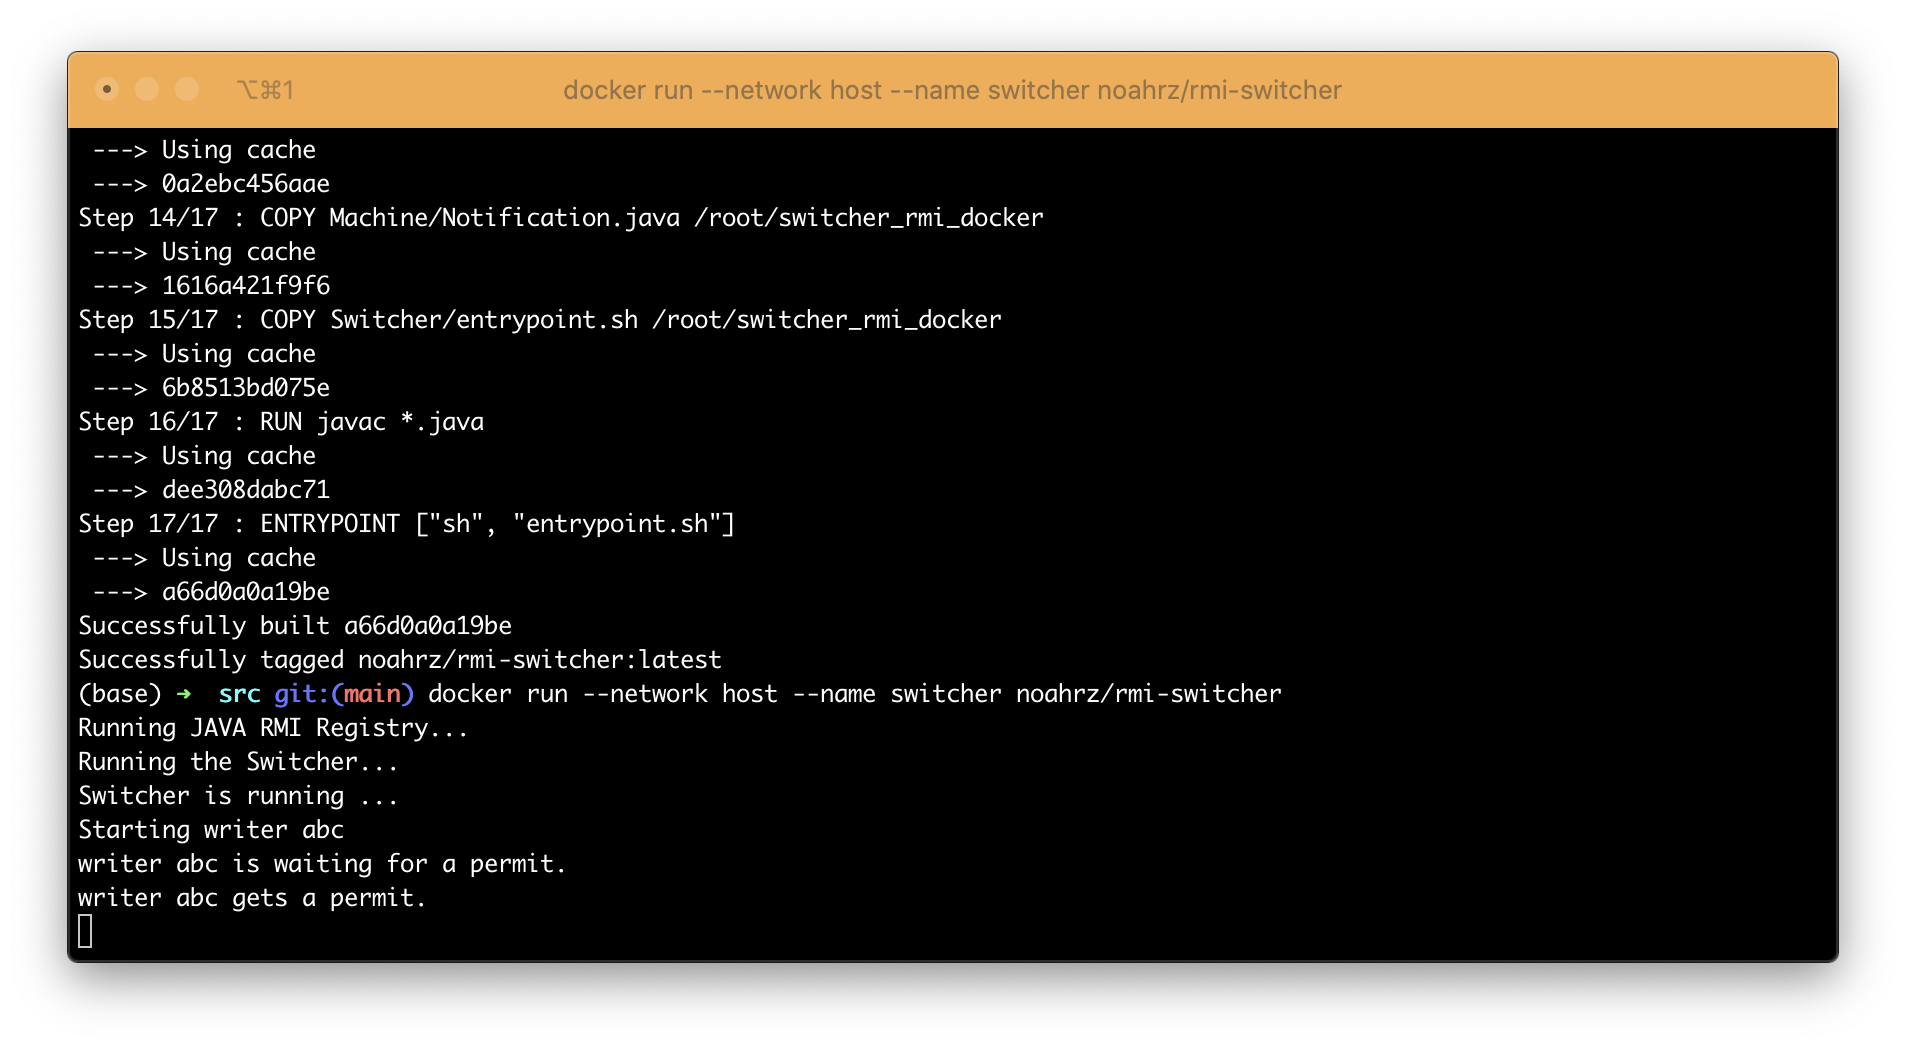 ⌥⌘1 docker run --network host --name switcher noahrz/rmi-switcher
---> Using cache
---> 0a2ebc456aae
Step 14/17 : COPY Machine/Notification.java /root/switcher_rmi_docker
---> Using cache
---> 1616a421f9f6
Step 15/17 : COPY Switcher/entrypoint.sh /root/switcher_rmi_docker
---> Using cache
---> 6b8513bd075e
Step 16/17 : RUN javac *.java
---> Using cache
---> dee308dabc71
Step 17/17 : ENTRYPOINT ["sh", "entrypoint.sh"]
---> Using cache
---> a66d0a0a19be
Successfully built a66d0a0a19be
Successfully tagged noahrz/rmi-switcher:latest
(base) ➜  src git:(main) docker run --network host --name switcher noahrz/rmi-switcher
Running JAVA RMI Registry...
Running the Switcher...
Switcher is running ...
Starting writer abc
writer abc is waiting for a permit.
writer abc gets a permit.